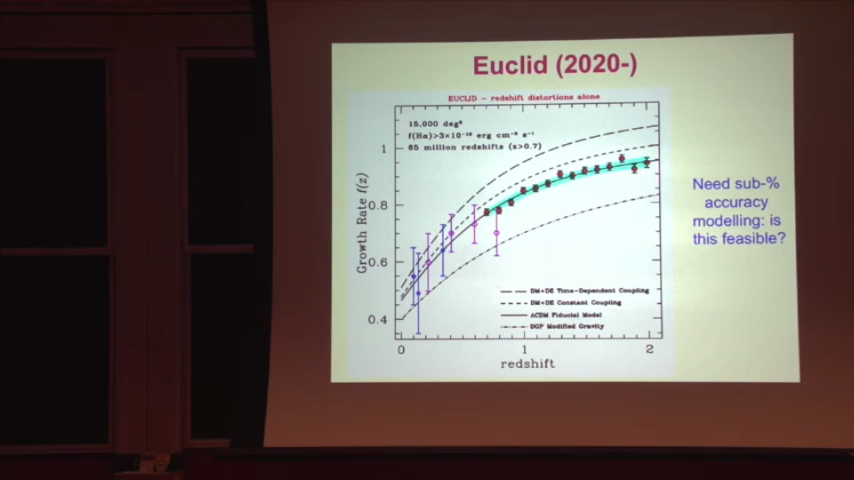 Euclid (2020-)
EUCLID – redshift distortions alone
15,000 deg²
f(Hα)>3×10⁻¹⁶ erg cm⁻² s⁻¹
65 million redshifts (z>0.7)
1
0.8
0.6
0.4
Growth Rate f(z)
DM+DE Time-Dependent Coupling
DM+DE Constant Coupling
ΛCDM Fiducial Model
DGP Modified Gravity
0
1
2
redshift
Need sub-%
accuracy
modelling: is
this feasible?